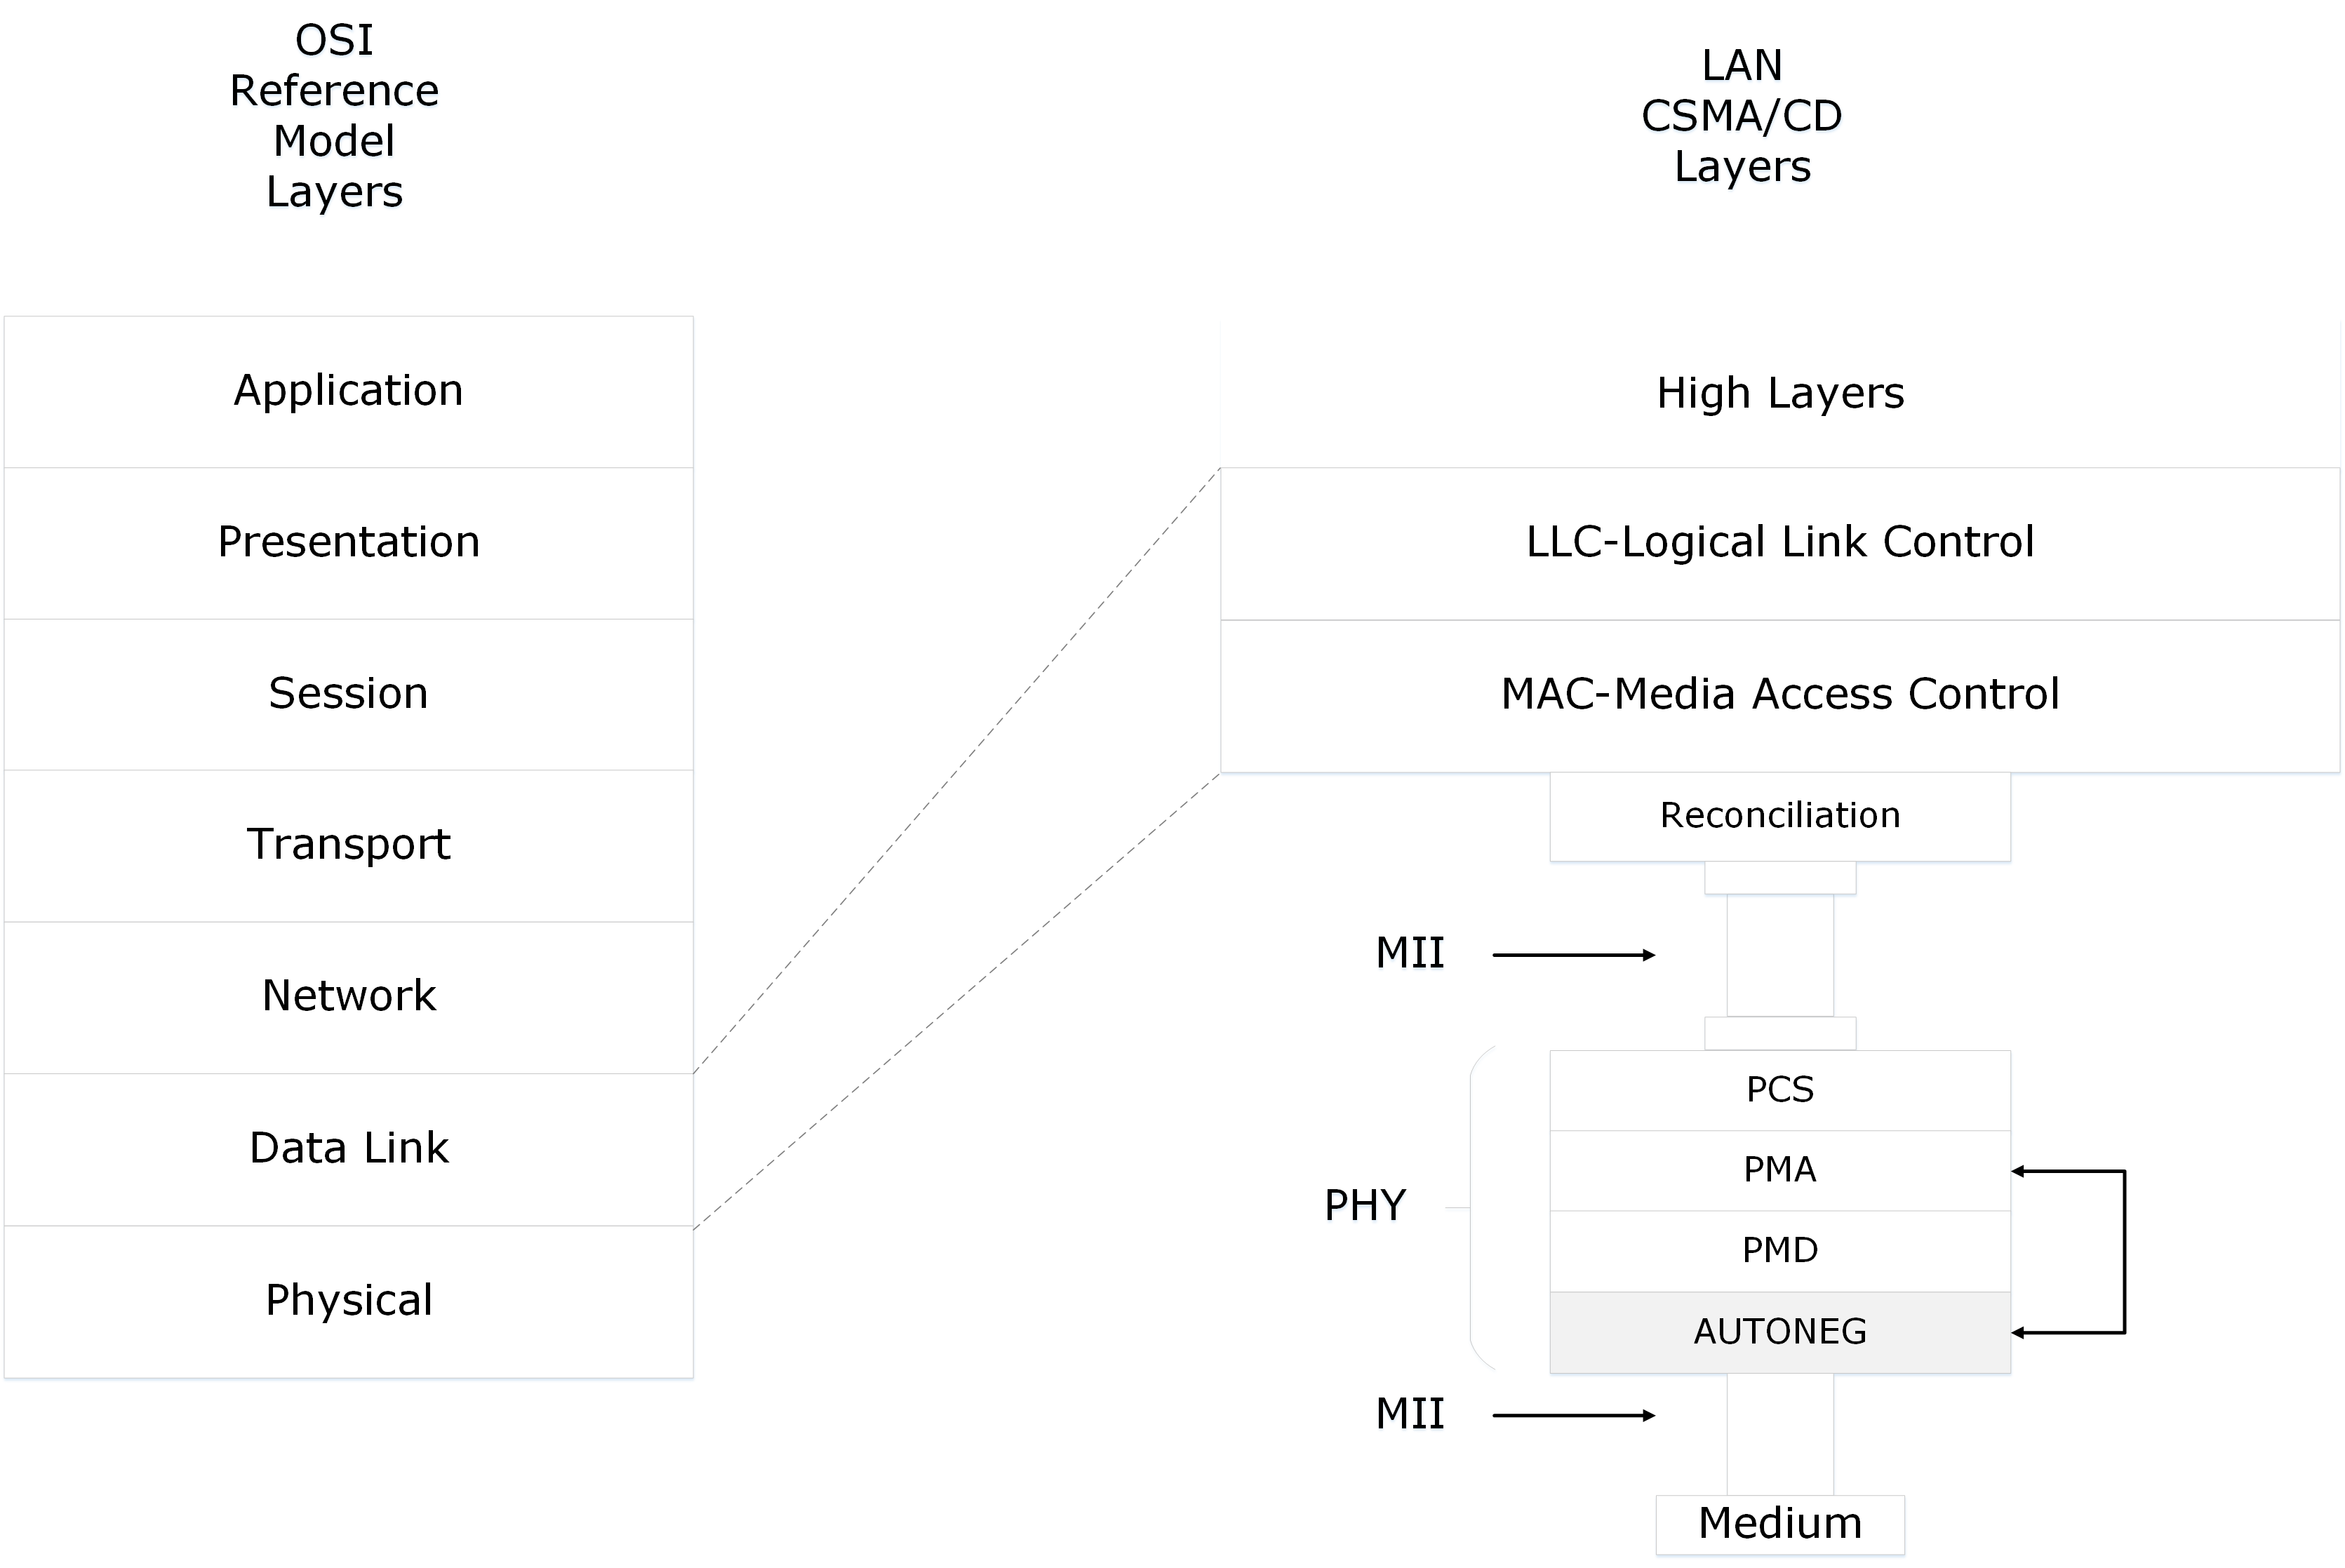 OSI
Reference
Model
Layers
Application
Presentation
Session
Transport
Network
Data Link
Physical
LAN
CSMA/CD
Layers
High Layers
LLC-Logical Link Control
MAC-Media Access Control
Reconciliation
MII
PHY
PCS
PMA
PMD
AUTONEG
MII
Medium